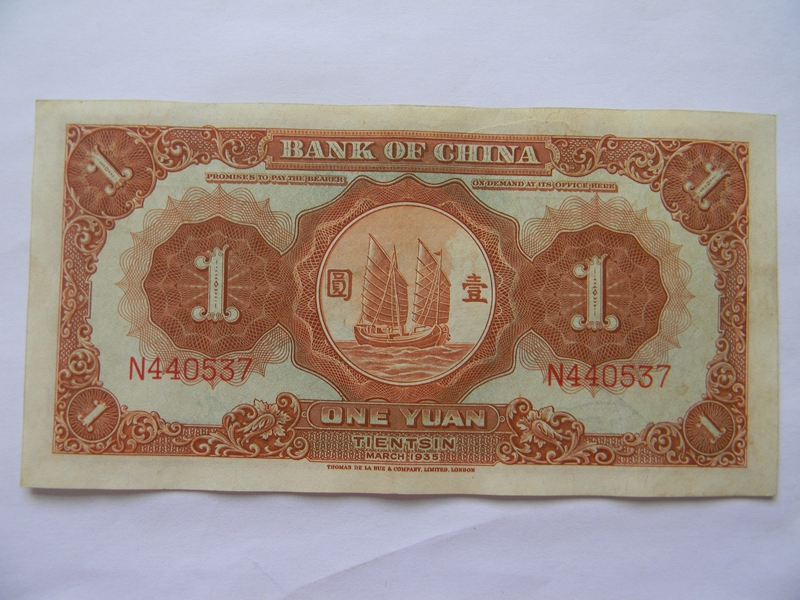 1 BANK OF CHINA 1
PROMISES TO PAY THE BEARER ON DEMAND AT ITS OFFICE HERE
1 圓 壹 1
N440537 N440537
1 ONE YUAN 1
TIENTSIN
MARCH 1935
THOMAS DE LA RUE & COMPANY, LIMITED, LONDON